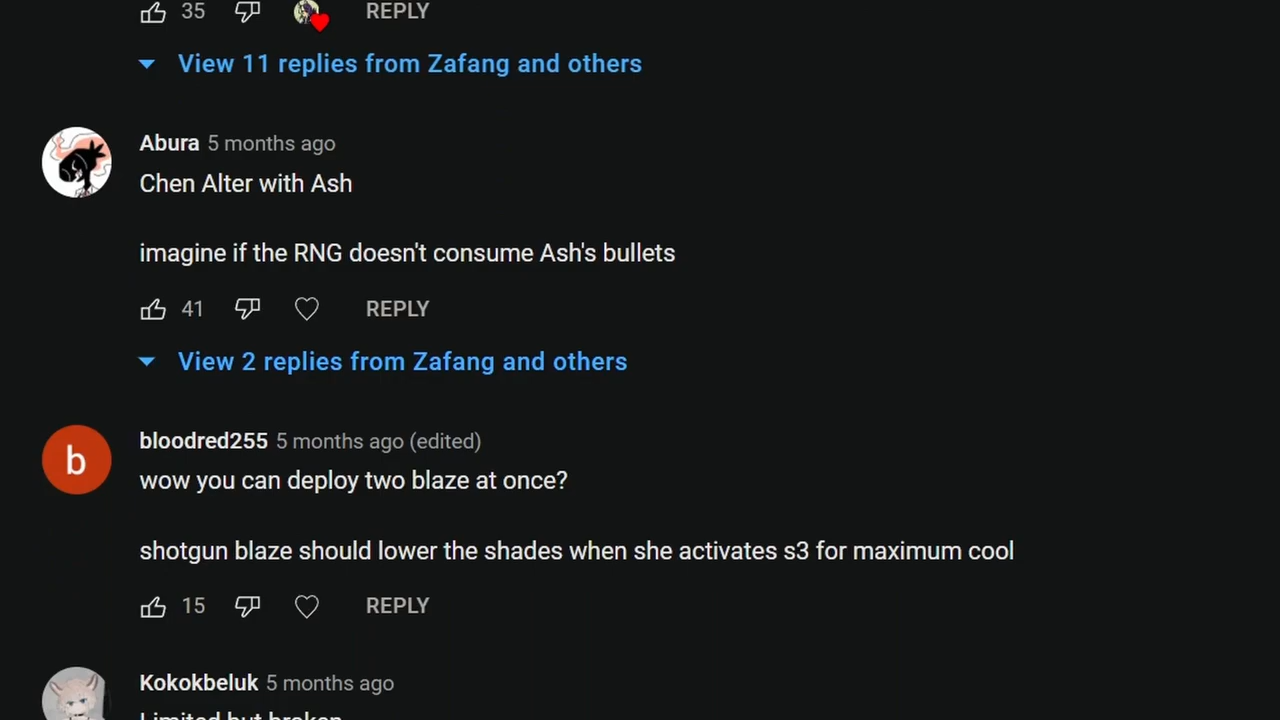 35 REPLY
View 11 replies from Zafang and others
Abura 5 months ago
Chen Alter with Ash
imagine if the RNG doesn't consume Ash's bullets
41 REPLY
View 2 replies from Zafang and others
b
bloodred255 5 months ago (edited)
wow you can deploy two blaze at once?
shotgun blaze should lower the shades when she activates s3 for maximum cool
15 REPLY
Kokokbeluk 5 months ago
Limited but broken